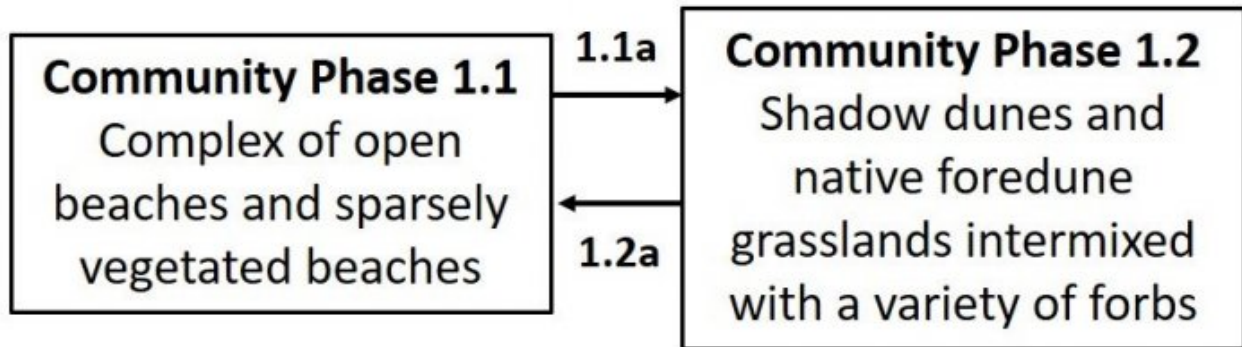 Community Phase 1.1
Complex of open
beaches and sparsely
vegetated beaches
1.1a
1.2a
Community Phase 1.2
Shadow dunes and
native foredune
grasslands intermixed
with a variety of forbs